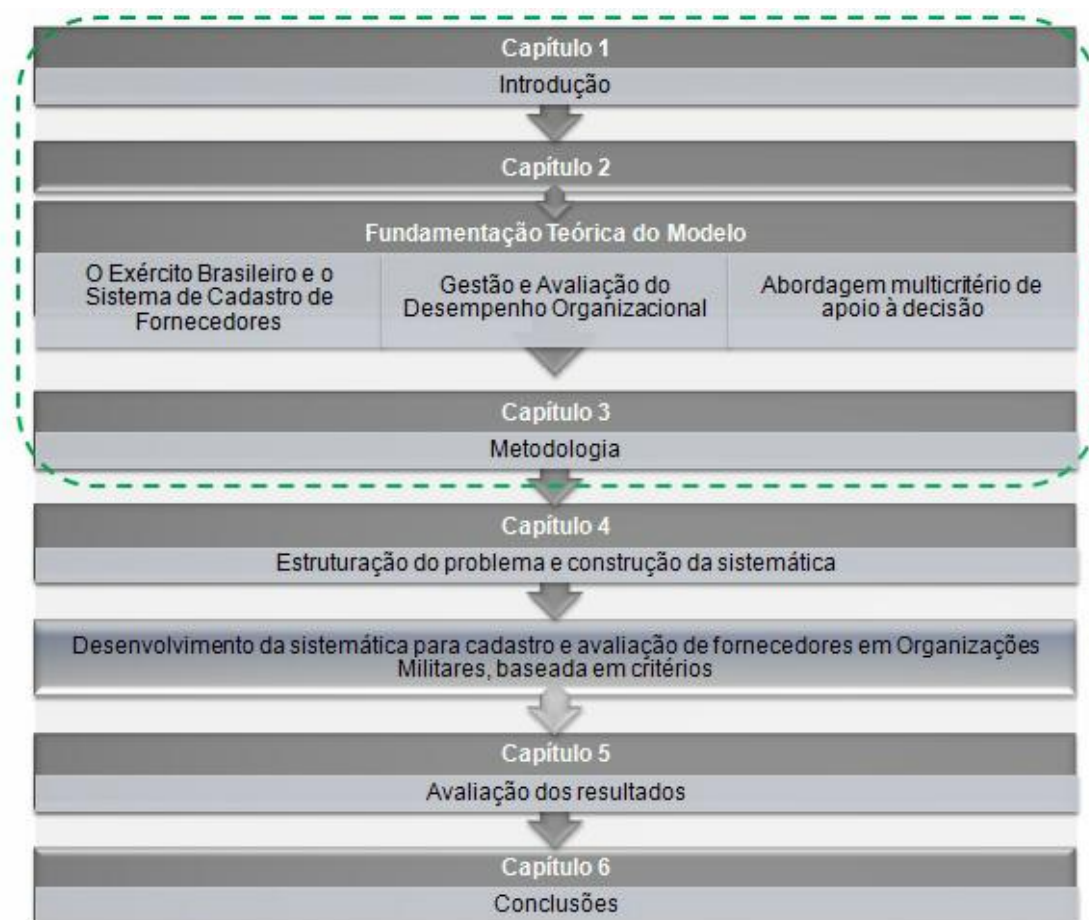 Capítulo 1
Introdução
Capítulo 2
Fundamentação Teórica do Modelo
O Exército Brasileiro e o
Sistema de Cadastro de
Fornecedores
Gestão e Avaliação do
Desempenho Organizacional
Abordagem multicritério de
apoio à decisão
Capítulo 3
Metodologia
Capítulo 4
Estruturação do problema e construção da sistemática
Desenvolvimento da sistemática para cadastro e avaliação de fornecedores em Organizações
Militares, baseada em critérios
Capítulo 5
Avaliação dos resultados
Capítulo 6
Conclusões